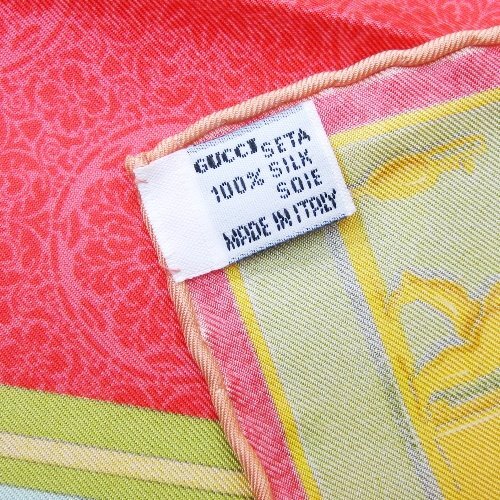 GUCCI SETA
100% SILK
SOIE
MADE IN ITALY